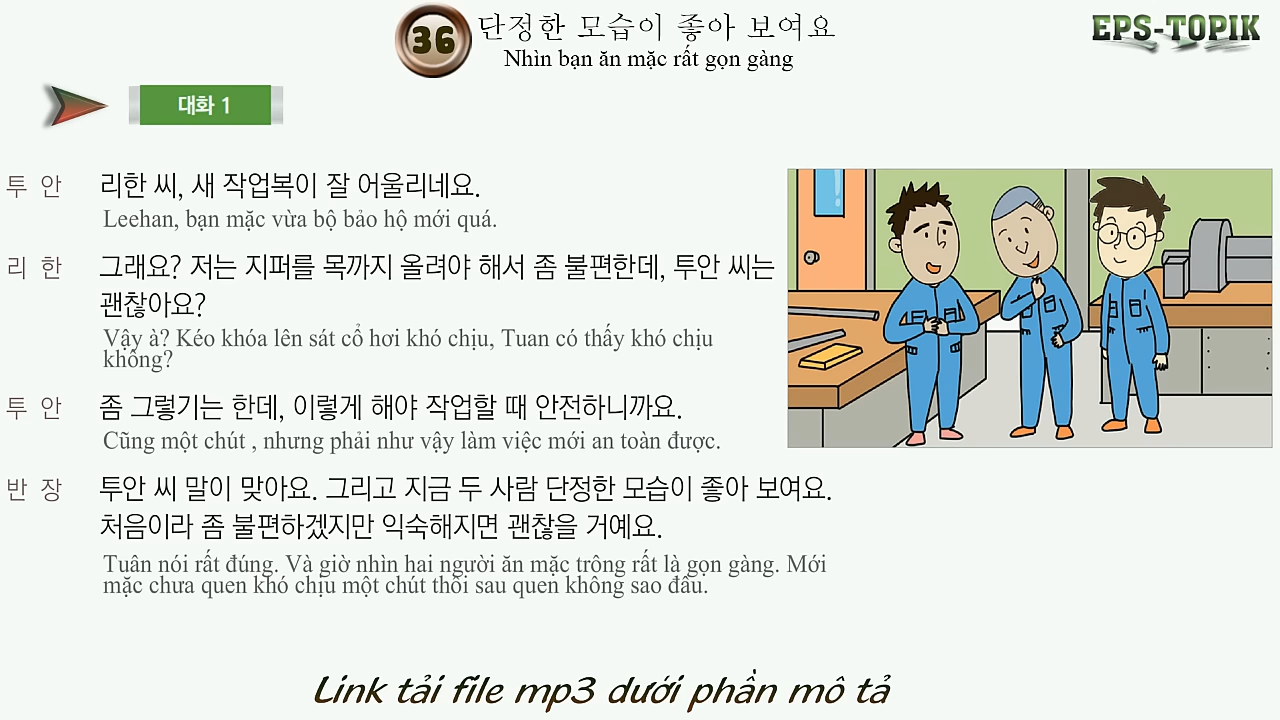 36 단정한 모습이 좋아 보여요
Nhìn bạn ăn mặc rất gọn gàng
EPS-TOPIK
대화 1
투 안 리한 씨, 새 작업복이 잘 어울리네요.
Leehan, bạn mặc vừa bộ bảo hộ mới quá.
리 한 그래요? 저는 지퍼를 목까지 올려야 해서 좀 불편한데, 투안 씨는
괜찮아요?
Vậy à? Kéo khóa lên sát cổ hơi khó chịu, Tuan có thấy khó chịu
không?
투 안 좀 그렇기는 한데, 이렇게 해야 작업할 때 안전하니까요.
Cũng một chút , nhưng phải như vậy làm việc mới an toàn được.
반 장 투안 씨 말이 맞아요. 그리고 지금 두 사람 단정한 모습이 좋아 보여요.
처음이라 좀 불편하겠지만 익숙해지면 괜찮을 거예요.
Tuân nói rất đúng. Và giờ nhìn hai người ăn mặc trông rất là gọn gàng. Mới
mặc chưa quen khó chịu một chút thôi sau quen không sao đâu.
Link tải file mp3 dưới phần mô tả